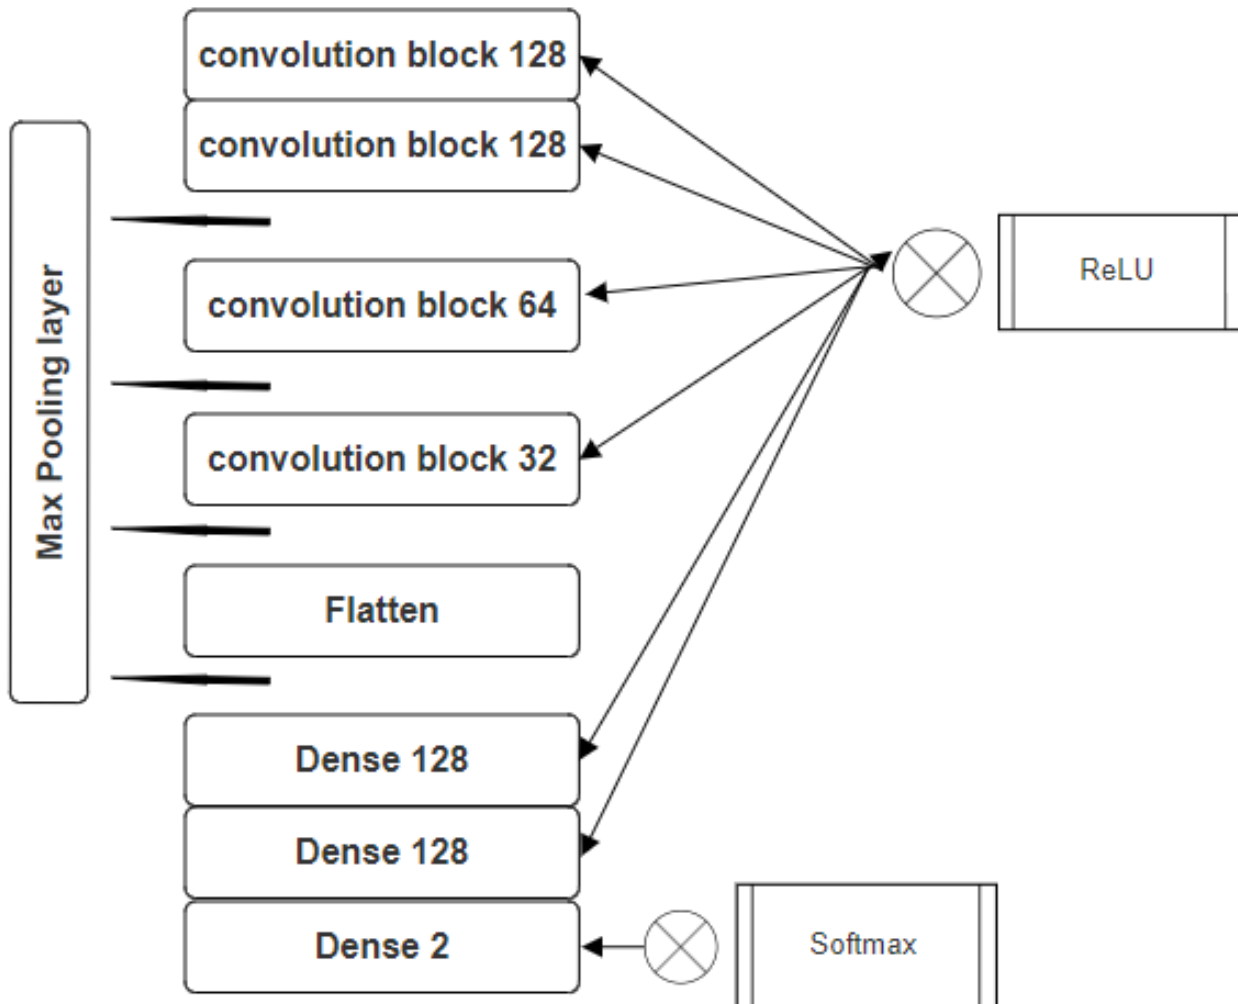 convolution block 128
convolution block 128
Max Pooling layer
convolution block 64
convolution block 32
Flatten
Dense 128
Dense 128
Dense 2
ReLU
Softmax